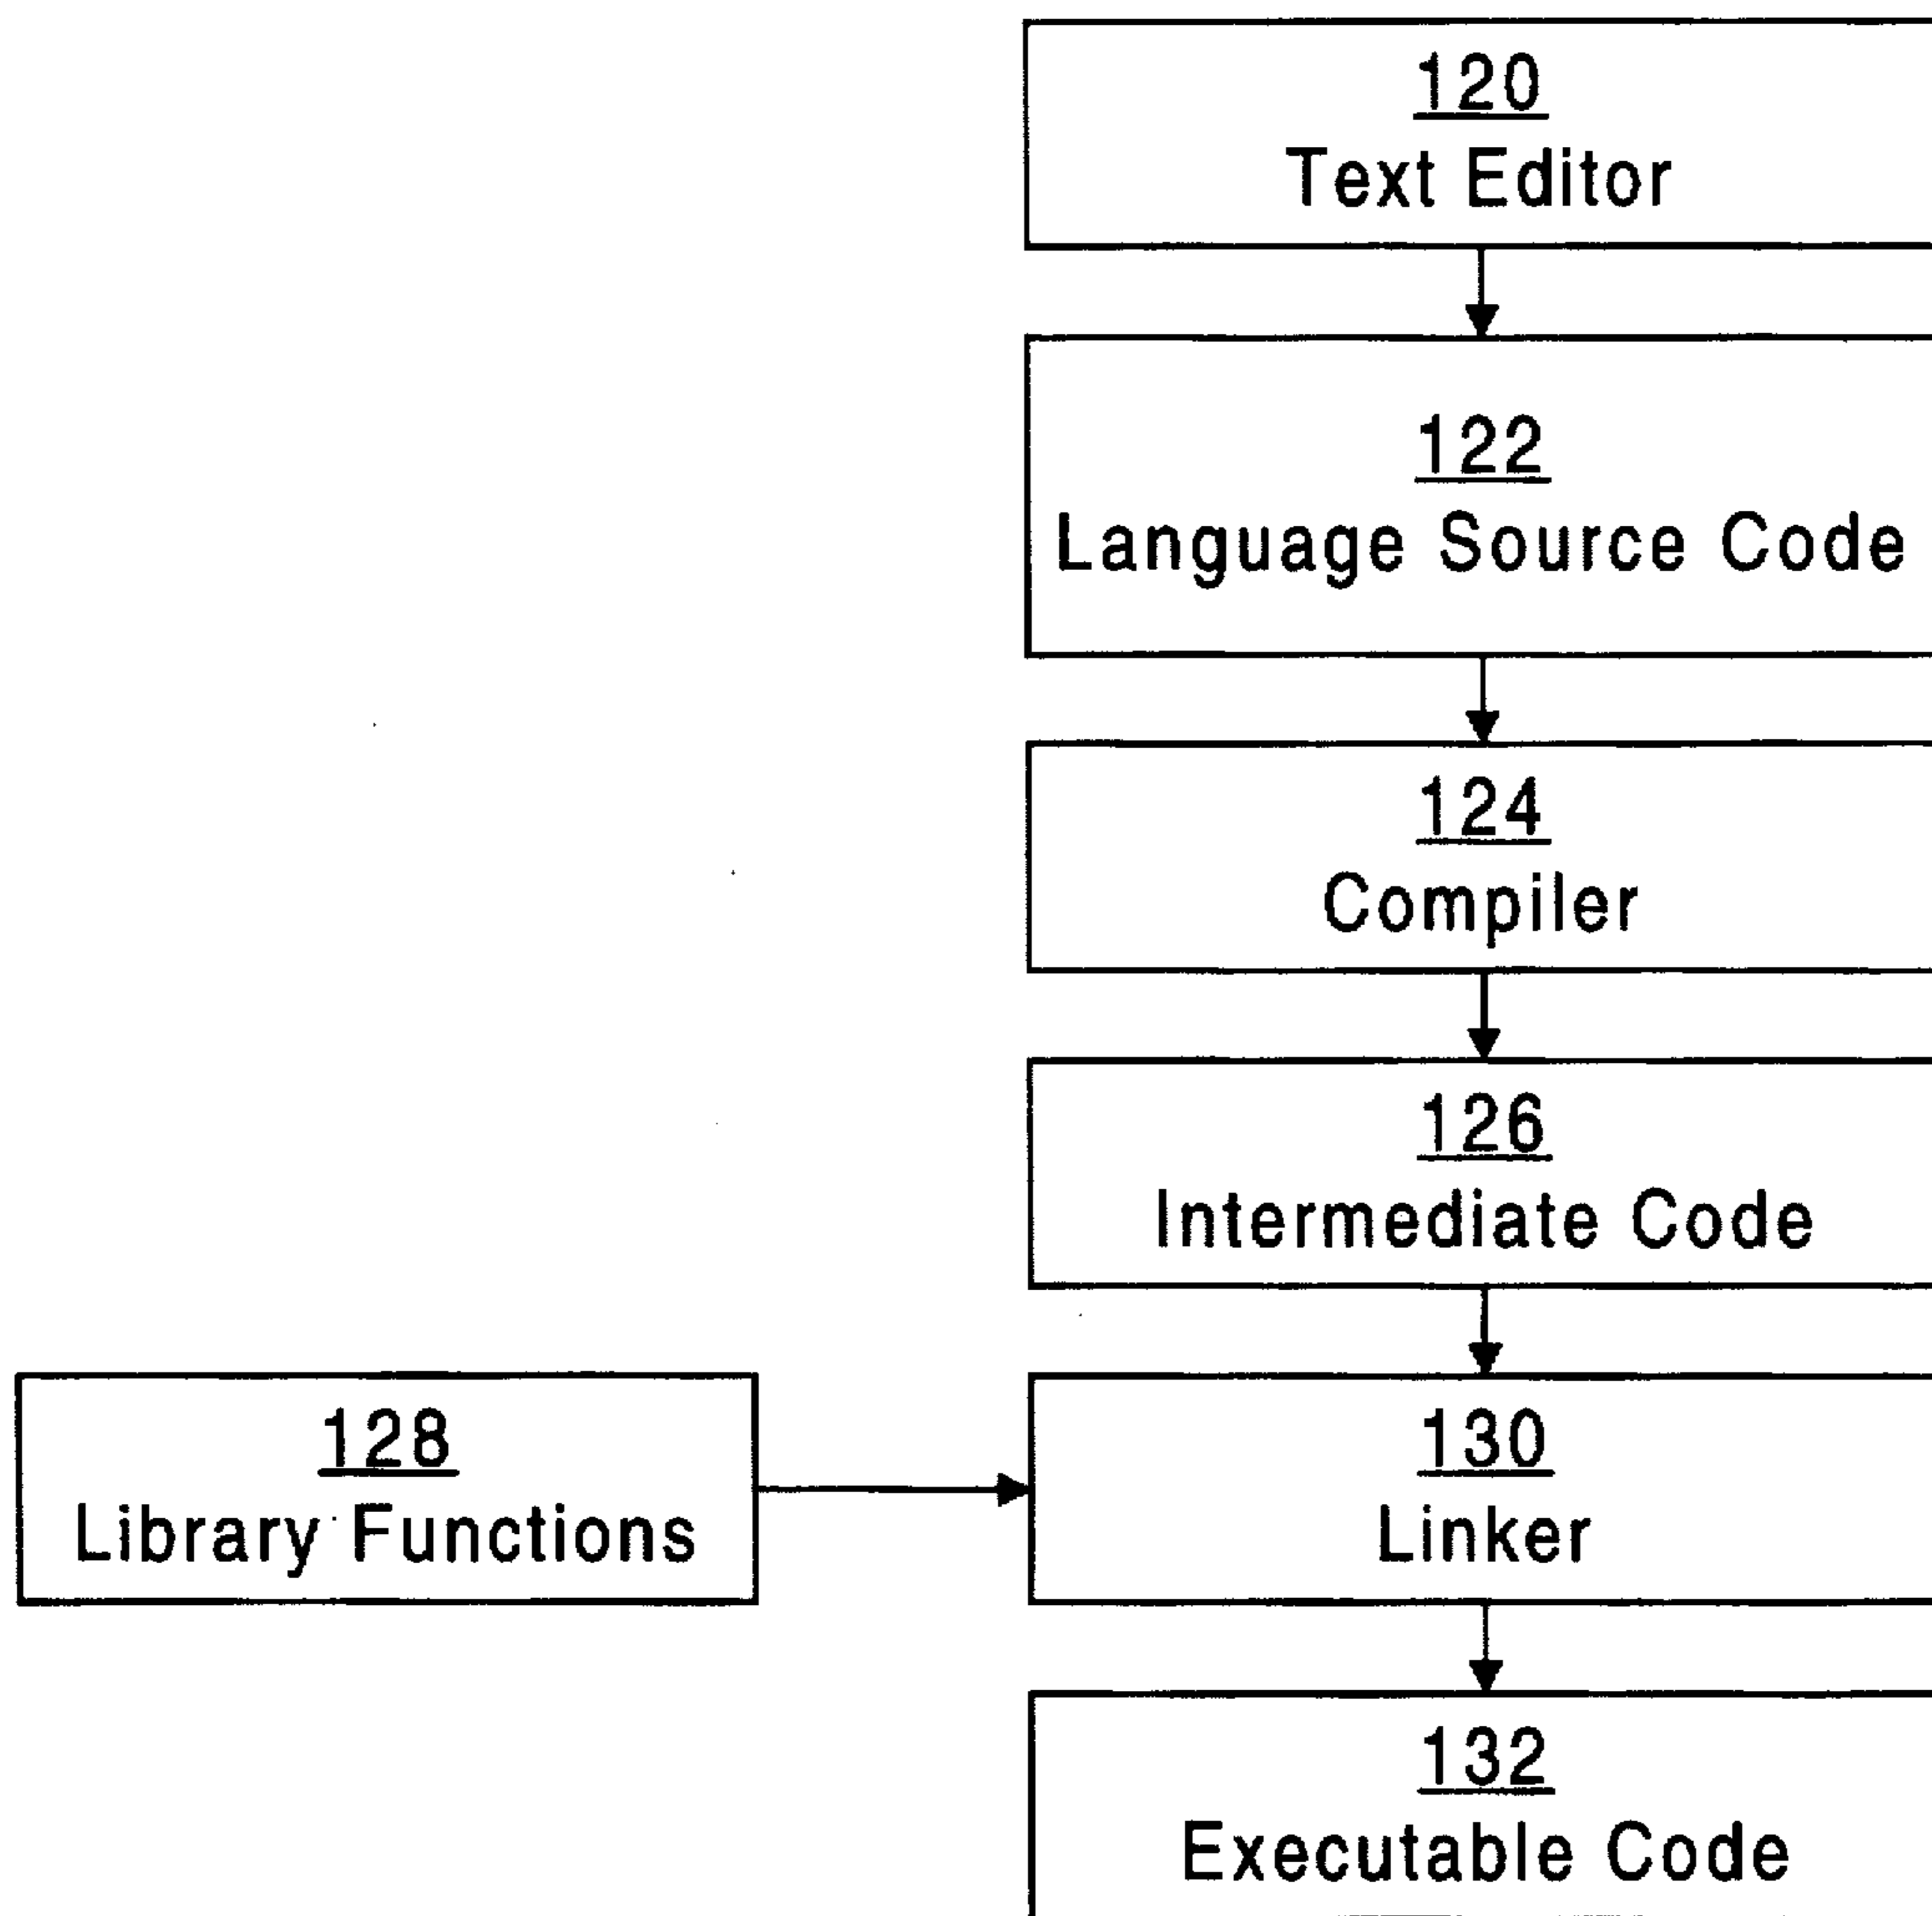 120
Text Editor
122
Language Source Code
124
Compiler
126
Intermediate Code
128
Library Functions
130
Linker
132
Executable Code